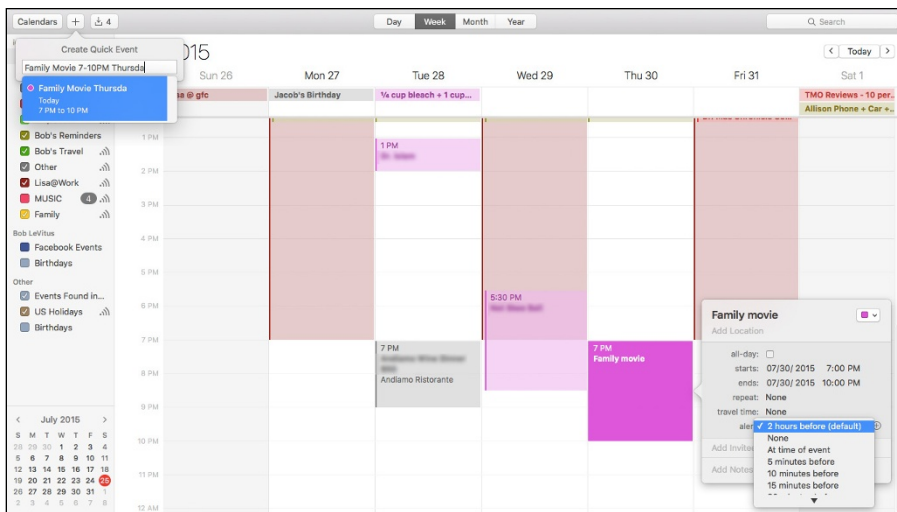 Calendars + 4
Day Week Month Year
Search
Create Quick Event
Family Movie 7-10PM Thursda
Family Movie Thursda
Today
7 PM to 10 PM
2015
< Today >
Sun 26 Mon 27 Tue 28 Wed 29 Thu 30 Fri 31 Sat 1
@ gfc Jacob's Birthday ¼ cup bleach + 1 cup... TMO Reviews - 10 per..
Allison Phone + Car +..
Bob's Reminders
Bob's Travel
Other
Lisa@Work
MUSIC 4
Family
Bob LeVitus
Facebook Events
Birthdays
Other
Events Found in...
US Holidays
Birthdays
1 PM
2 PM
3 PM
4 PM
5 PM
6 PM
7 PM
8 PM
9 PM
10 PM
11 PM
12 AM
1 PM
5:30 PM
7 PM
Andiamo Ristorante
7 PM
Family movie
Family movie
Add Location
all-day:
starts: 07/30/2015 7:00 PM
ends: 07/30/2015 10:00 PM
repeat: None
travel time: None
aler ✓ 2 hours before (default)
None
At time of event
5 minutes before
10 minutes before
15 minutes before
Add Invitee
Add Notes
< July 2015 >
S M T W T F S
28 29 30 1 2 3 4
5 6 7 8 9 10 11
12 13 14 15 16 17 18
19 20 21 22 23 24 25
26 27 28 29 30 31 1
2 3 4 5 6 7 8